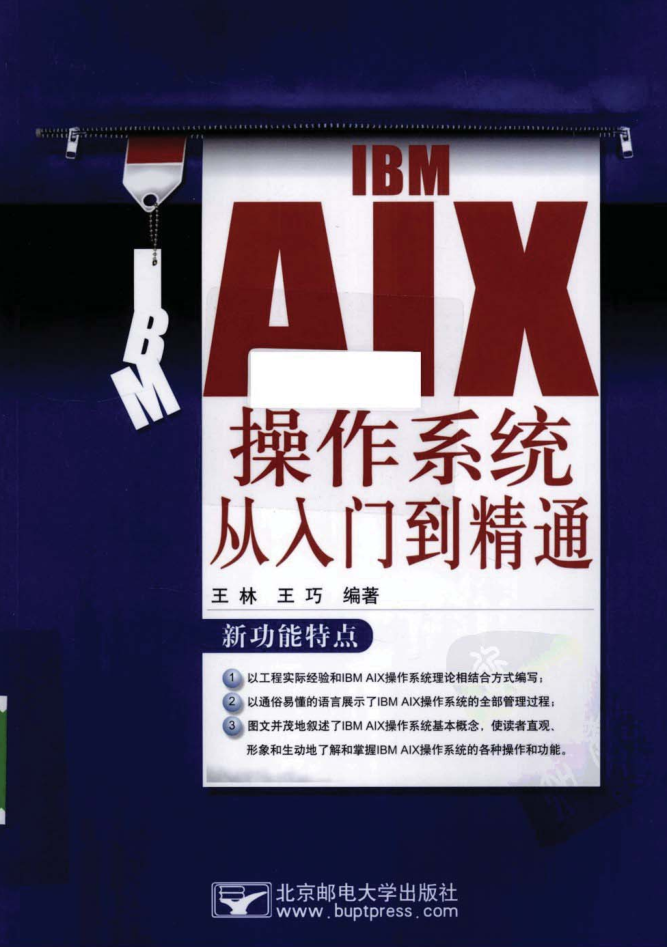 IBM
AIX
IBM
操作系统
从入门到精通
王 林 王 巧 编著
新功能特点
1 以工程实际经验和IBM AIX操作系统理论相结合方式编写；
2 以通俗易懂的语言展示了IBM AIX操作系统的全部管理过程；
3 图文并茂地叙述了IBM AIX操作系统基本概念，使读者直观、
形象和生动地了解和掌握IBM AIX操作系统的各种操作和功能。
北京邮电大学出版社
www.buptpress.com